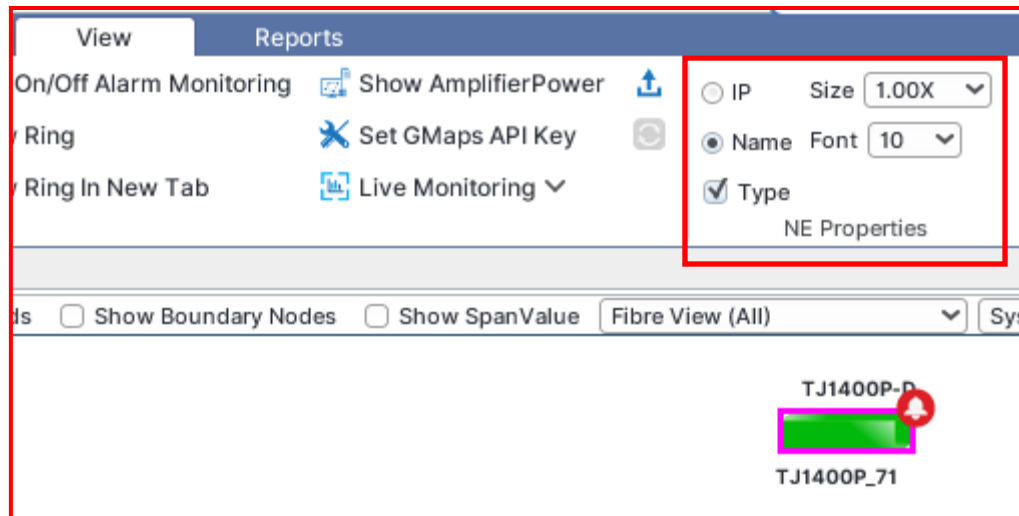 View Reports
On/Off Alarm Monitoring Show AmplifierPower IP Size 1.00X
Ring Set GMaps API Key Name Font 10
Ring In New Tab Live Monitoring Type
NE Properties
Show Boundary Nodes Show SpanValue Fibre View (All)
TJ1400P-D
TJ1400P_71